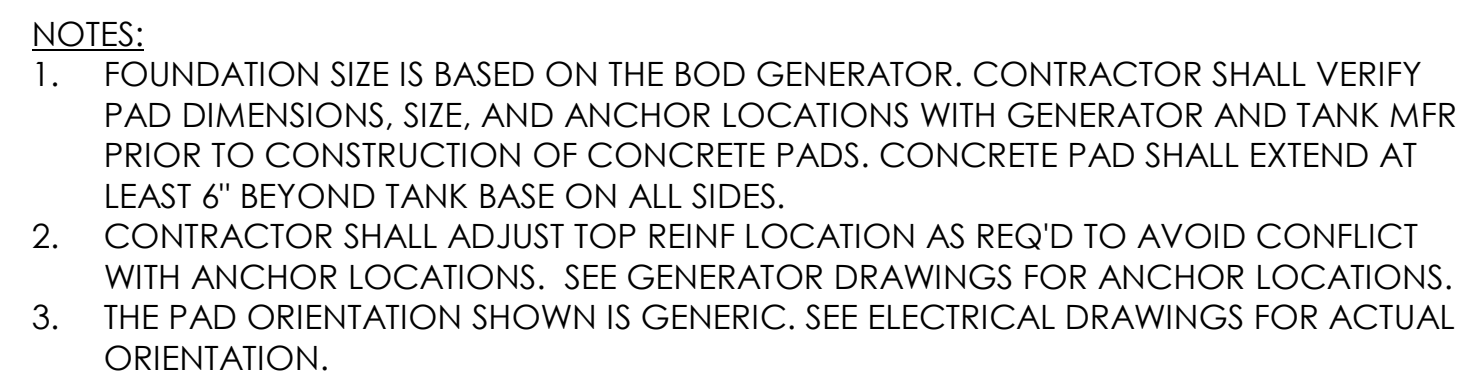 NOTES:
1. FOUNDATION SIZE IS BASED ON THE BOD GENERATOR. CONTRACTOR SHALL VERIFY
PAD DIMENSIONS, SIZE, AND ANCHOR LOCATIONS WITH GENERATOR AND TANK MFR
PRIOR TO CONSTRUCTION OF CONCRETE PADS. CONCRETE PAD SHALL EXTEND AT
LEAST 6" BEYOND TANK BASE ON ALL SIDES.
2. CONTRACTOR SHALL ADJUST TOP REINF LOCATION AS REQ'D TO AVOID CONFLICT
WITH ANCHOR LOCATIONS.  SEE GENERATOR DRAWINGS FOR ANCHOR LOCATIONS.
3. THE PAD ORIENTATION SHOWN IS GENERIC. SEE ELECTRICAL DRAWINGS FOR ACTUAL
ORIENTATION.